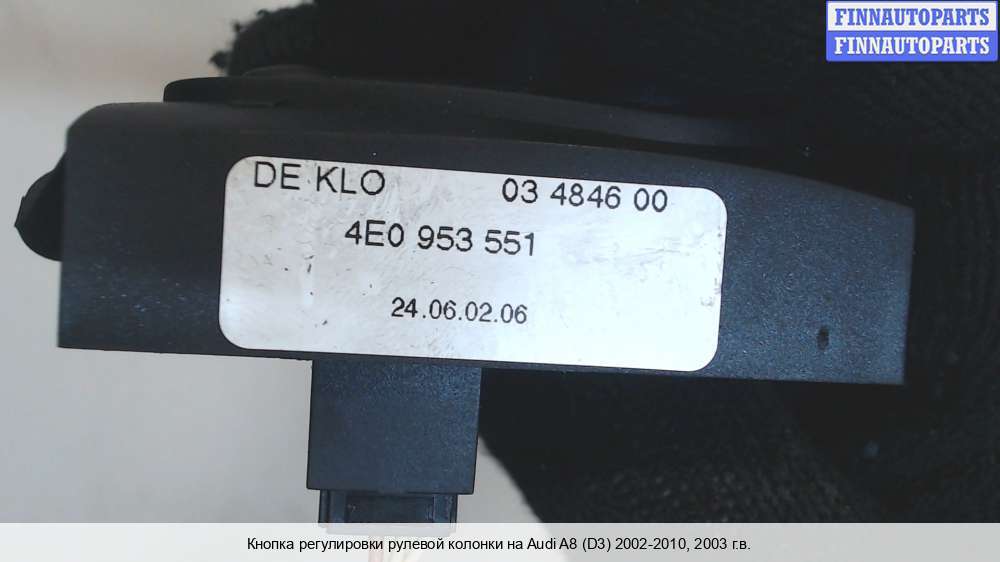 FINNAUTOPARTS
FINNAUTOPARTS
DE KLO 03 4846 00
4E0 953 551
24.06.02.06
Кнопка регулировки рулевой колонки на Audi A8 (D3) 2002-2010, 2003 г.в.